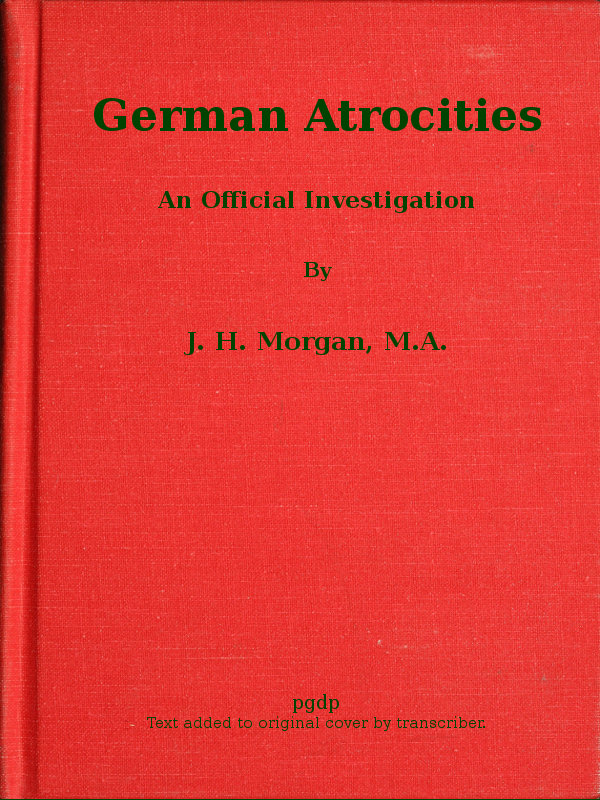 German Atrocities
An Official Investigation
By
J. H. Morgan, M.A.
pgdp
Text added to original cover by transcriber.